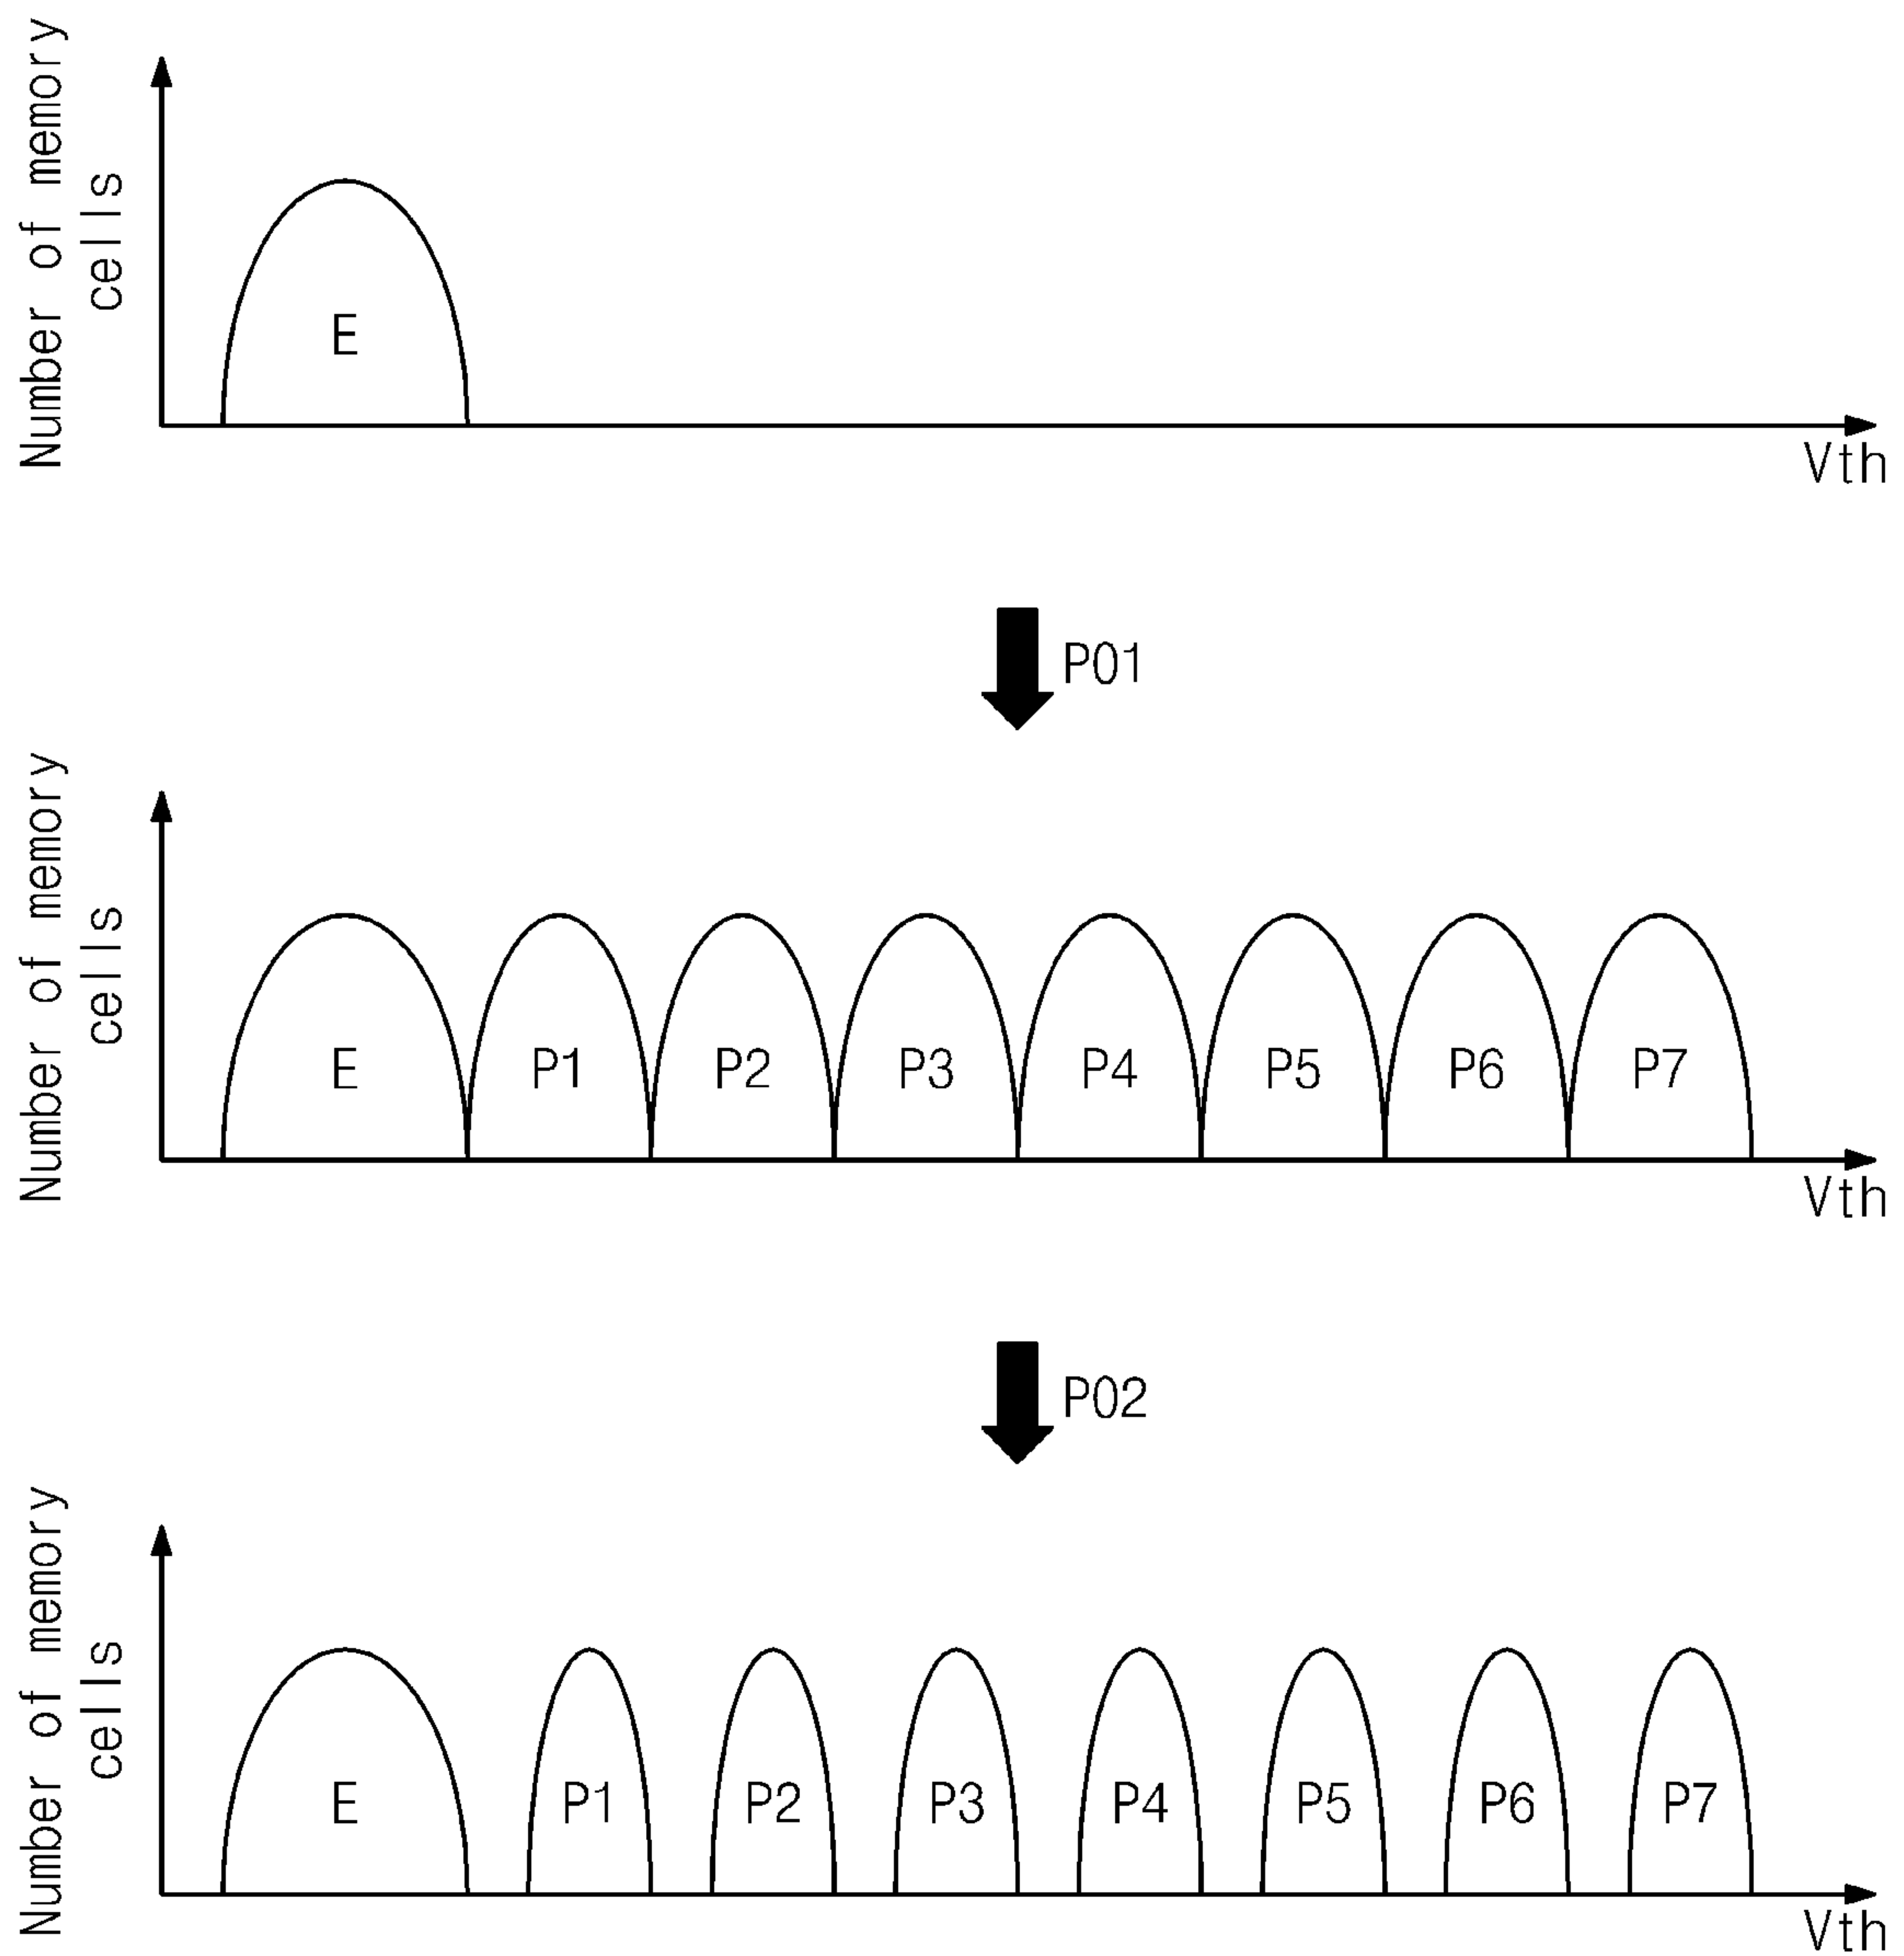 Number of memory
cells
E
Vth
P01
Number of memory
cells
E P1 P2 P3 P4 P5 P6 P7
Vth
P02
Number of memory
cells
E P1 P2 P3 P4 P5 P6 P7
Vth